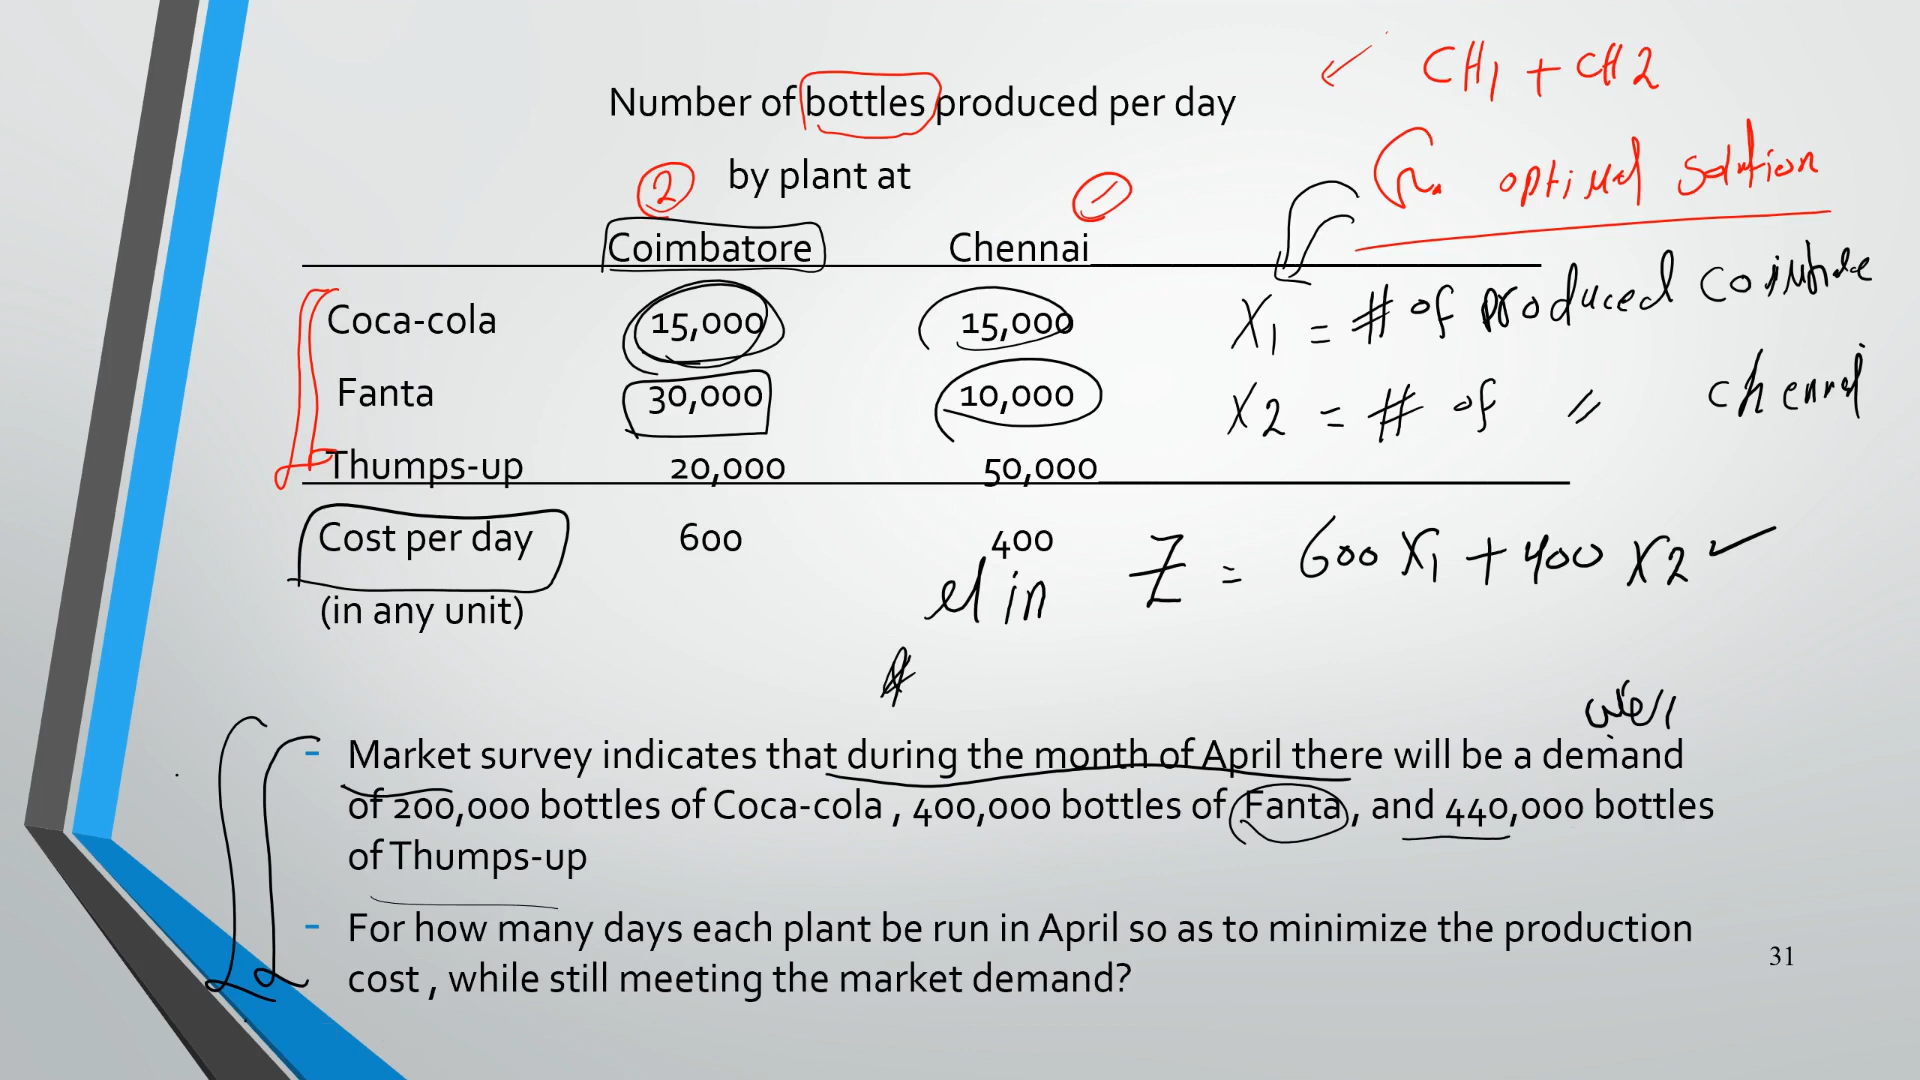 CH1 + CH2
Number of bottles produced per day
optimal solution
2 by plant at 1
Coimbatore Chennai
Coca-cola 15,000 15,000 X1 = # of produced
Fanta 30,000 10,000 X2 = # of 〃
Thumps-up 20,000 50,000
Cost per day 600 400
(in any unit)
Z = 600 X1 + 400 X2 ✓
- Market survey indicates that during the month of April there will be a demand
of 200,000 bottles of Coca-cola , 400,000 bottles of Fanta , and 440,000 bottles
of Thumps-up
- For how many days each plant be run in April so as to minimize the production
cost , while still meeting the market demand?
31